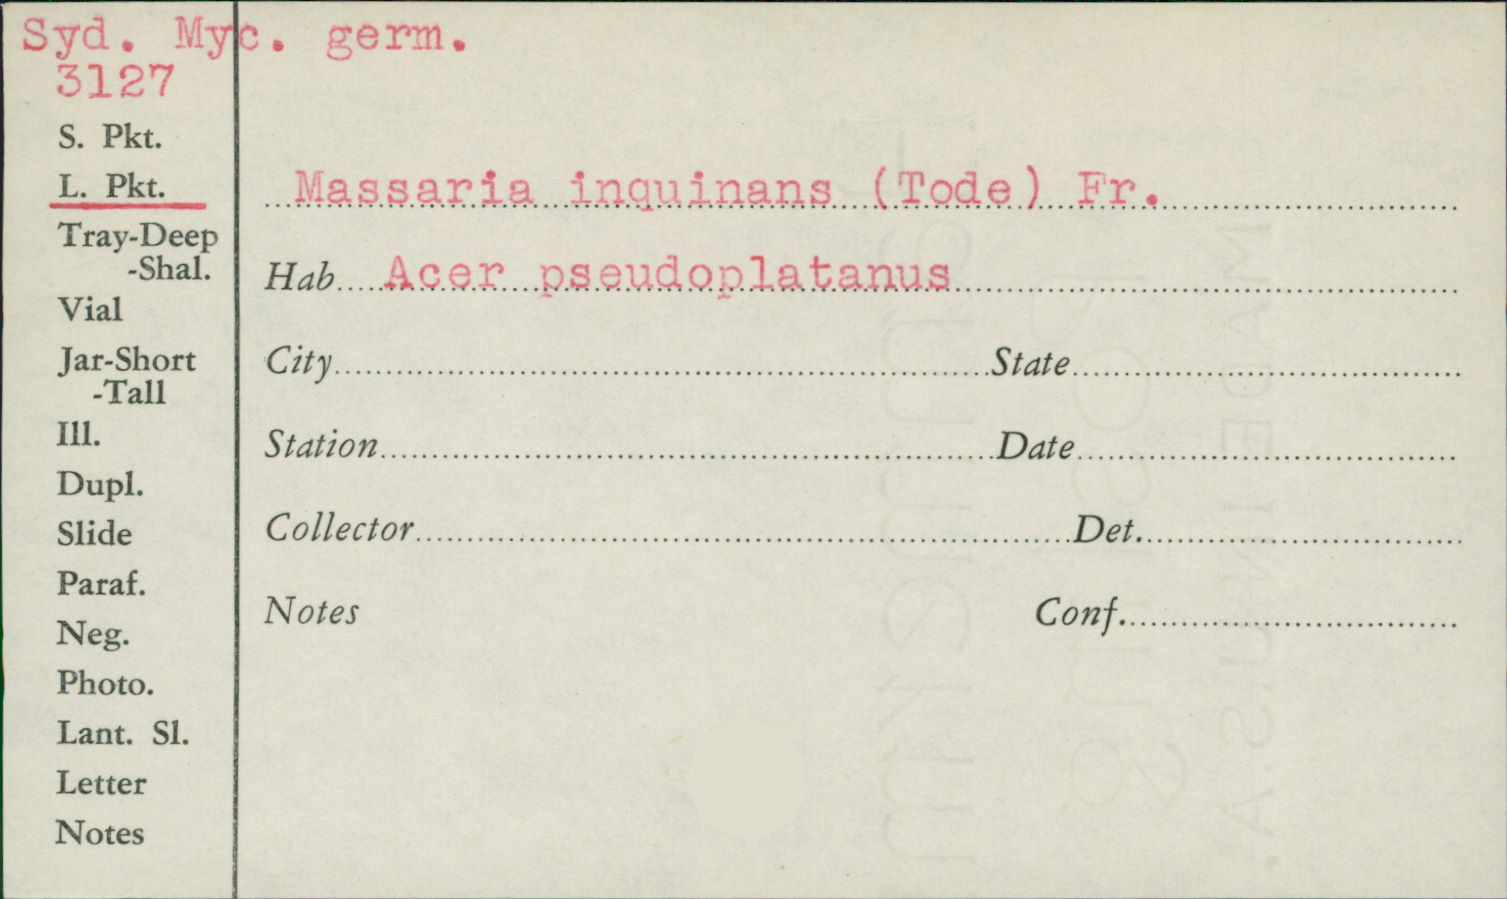 Syd. Myc. germ.
3127
S. Pkt.
L. Pkt.
Tray-Deep
-Shal.
Vial
Jar-Short
-Tall
Ill.
Dupl.
Slide
Paraf.
Neg.
Photo.
Lant. Sl.
Letter
Notes
Massaria inquinans (Tode) Fr.
Hab Acer pseudoplatanus
City State
Station Date
Collector Det.
Notes Conf.